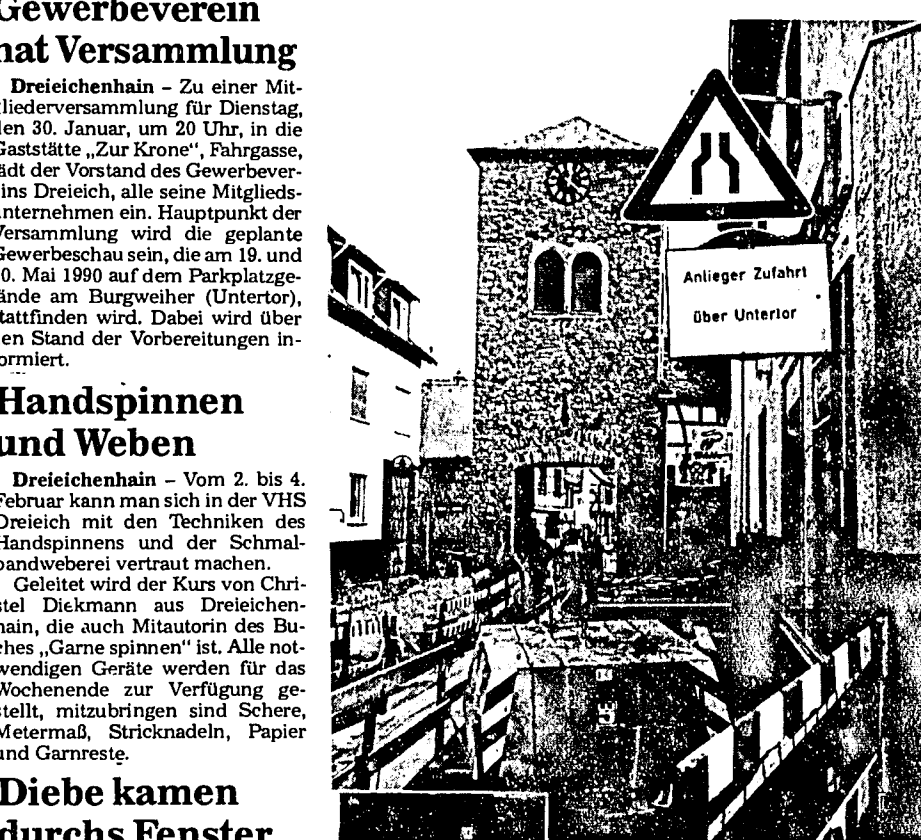 Gewerbeverein
hat Versammlung
Dreieichenhain – Zu einer Mit-
gliederversammlung für Dienstag,
den 30. Januar, um 20 Uhr, in die
Gaststätte „Zur Krone“, Fahrgasse,
lädt der Vorstand des Gewerbever-
eins Dreieich, alle seine Mitglieds-
unternehmen ein. Hauptpunkt der
Versammlung wird die geplante
Gewerbeschau sein, die am 19. und
20. Mai 1990 auf dem Parkplatzge-
lände am Burgweiher (Untertor),
stattfinden wird. Dabei wird über
den Stand der Vorbereitungen in-
formiert.
Handspinnen
und Weben
Dreieichenhain – Vom 2. bis 4.
Februar kann man sich in der VHS
Dreieich mit den Techniken des
Handspinnens und der Schmal-
bandweberei vertraut machen.
Geleitet wird der Kurs von Chri-
stel Diekmann aus Dreieichen-
hain, die auch Mitautorin des Bu-
ches „Garne spinnen“ ist. Alle not-
wendigen Geräte werden für das
Wochenende zur Verfügung ge-
stellt, mitzubringen sind Schere,
Metermaß, Stricknadeln, Papier
und Garnreste.
Diebe kamen
durchs Fenster
Anlieger Zufahrt
über Untertor